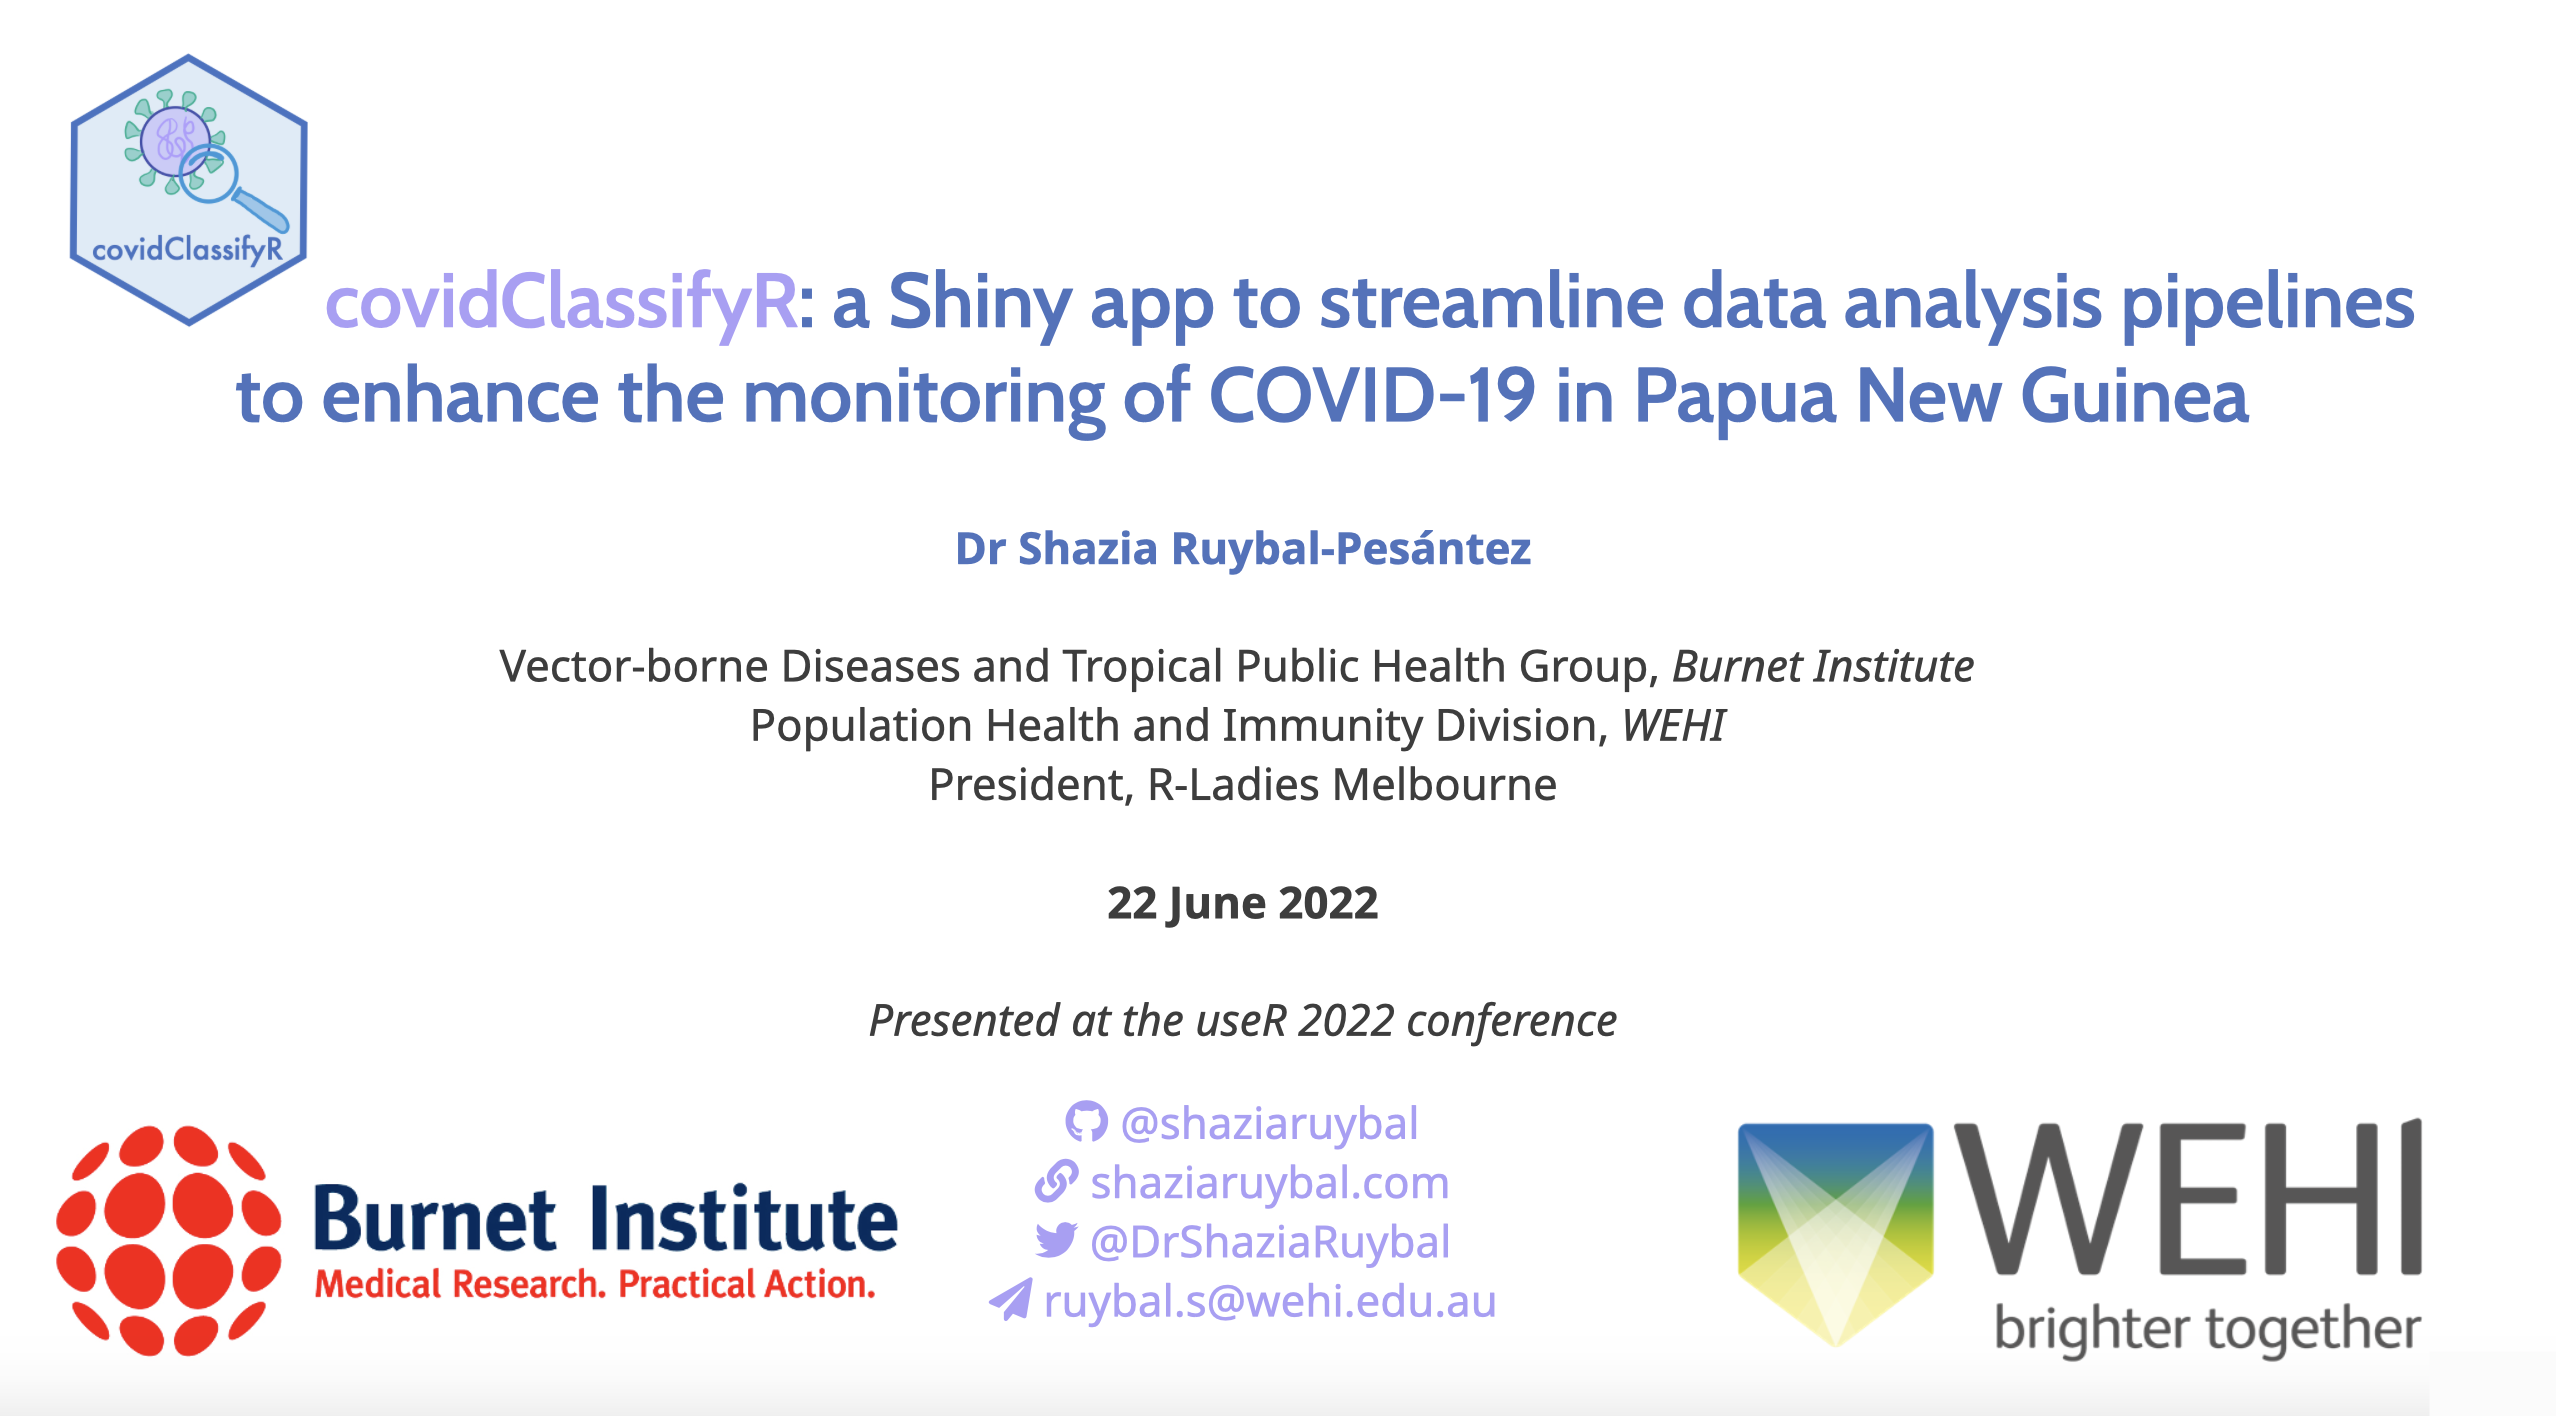 covidClassifyR
covidClassifyR: a Shiny app to streamline data analysis pipelines
to enhance the monitoring of COVID-19 in Papua New Guinea
Dr Shazia Ruybal-Pesántez
Vector-borne Diseases and Tropical Public Health Group, Burnet Institute
Population Health and Immunity Division, WEHI
President, R-Ladies Melbourne
22 June 2022
Presented at the useR 2022 conference
@shaziaruybal
shaziaruybal.com
@DrShaziaRuybal
ruybal.s@wehi.edu.au
Burnet Institute
Medical Research. Practical Action.
WEHI
brighter together